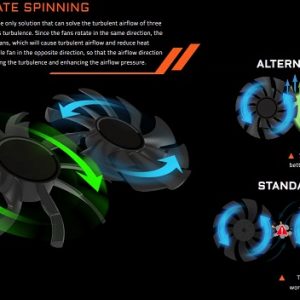 ATE SPINNING
e only solution that can solve the turbulent airflow of three
s turbulence. Since the fans rotate in the same direction, the
ans, which will cause turbulent airflow and reduce heat
le fan in the opposite direction, so that the airflow direction
ing the turbulence and enhancing the airflow pressure.
ALTERN
bett
STANDA
T
wor